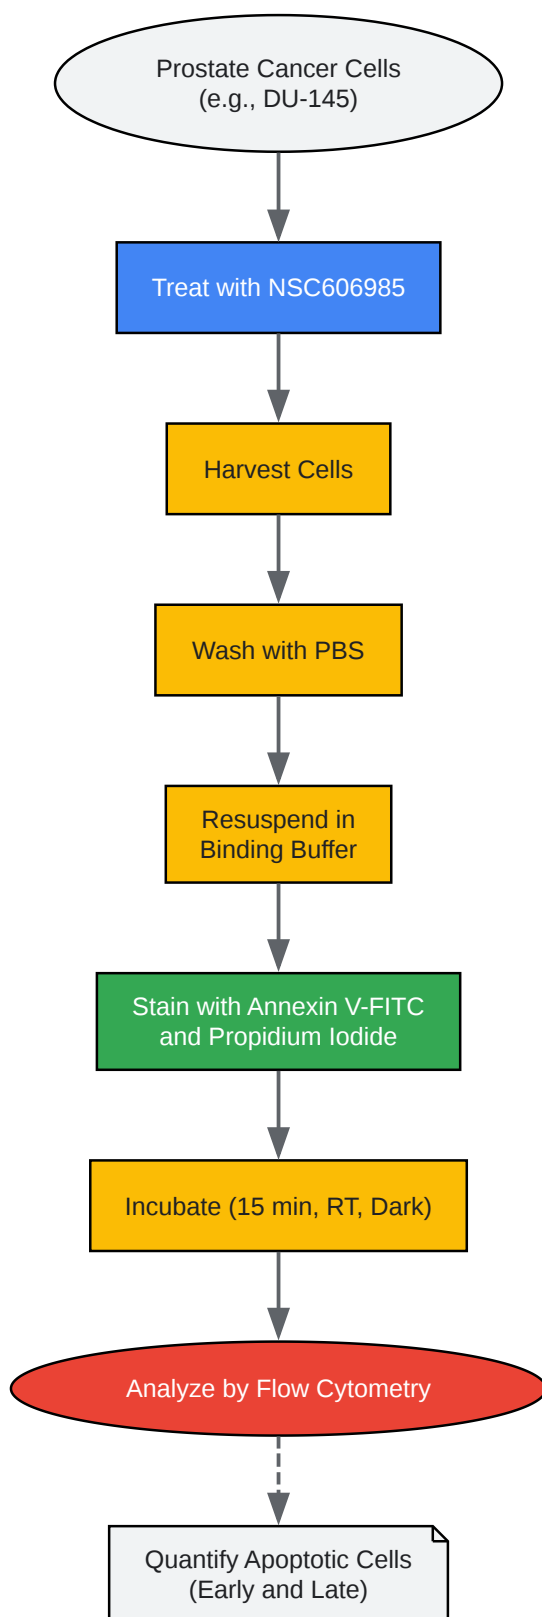 Prostate Cancer Cells
(e.g., DU-145)
Treat with NSC606985
Harvest Cells
Wash with PBS
Resuspend in
Binding Buffer
Stain with Annexin V-FITC
and Propidium Iodide
Incubate (15 min, RT, Dark)
Analyze by Flow Cytometry
Quantify Apoptotic Cells
(Early and Late)